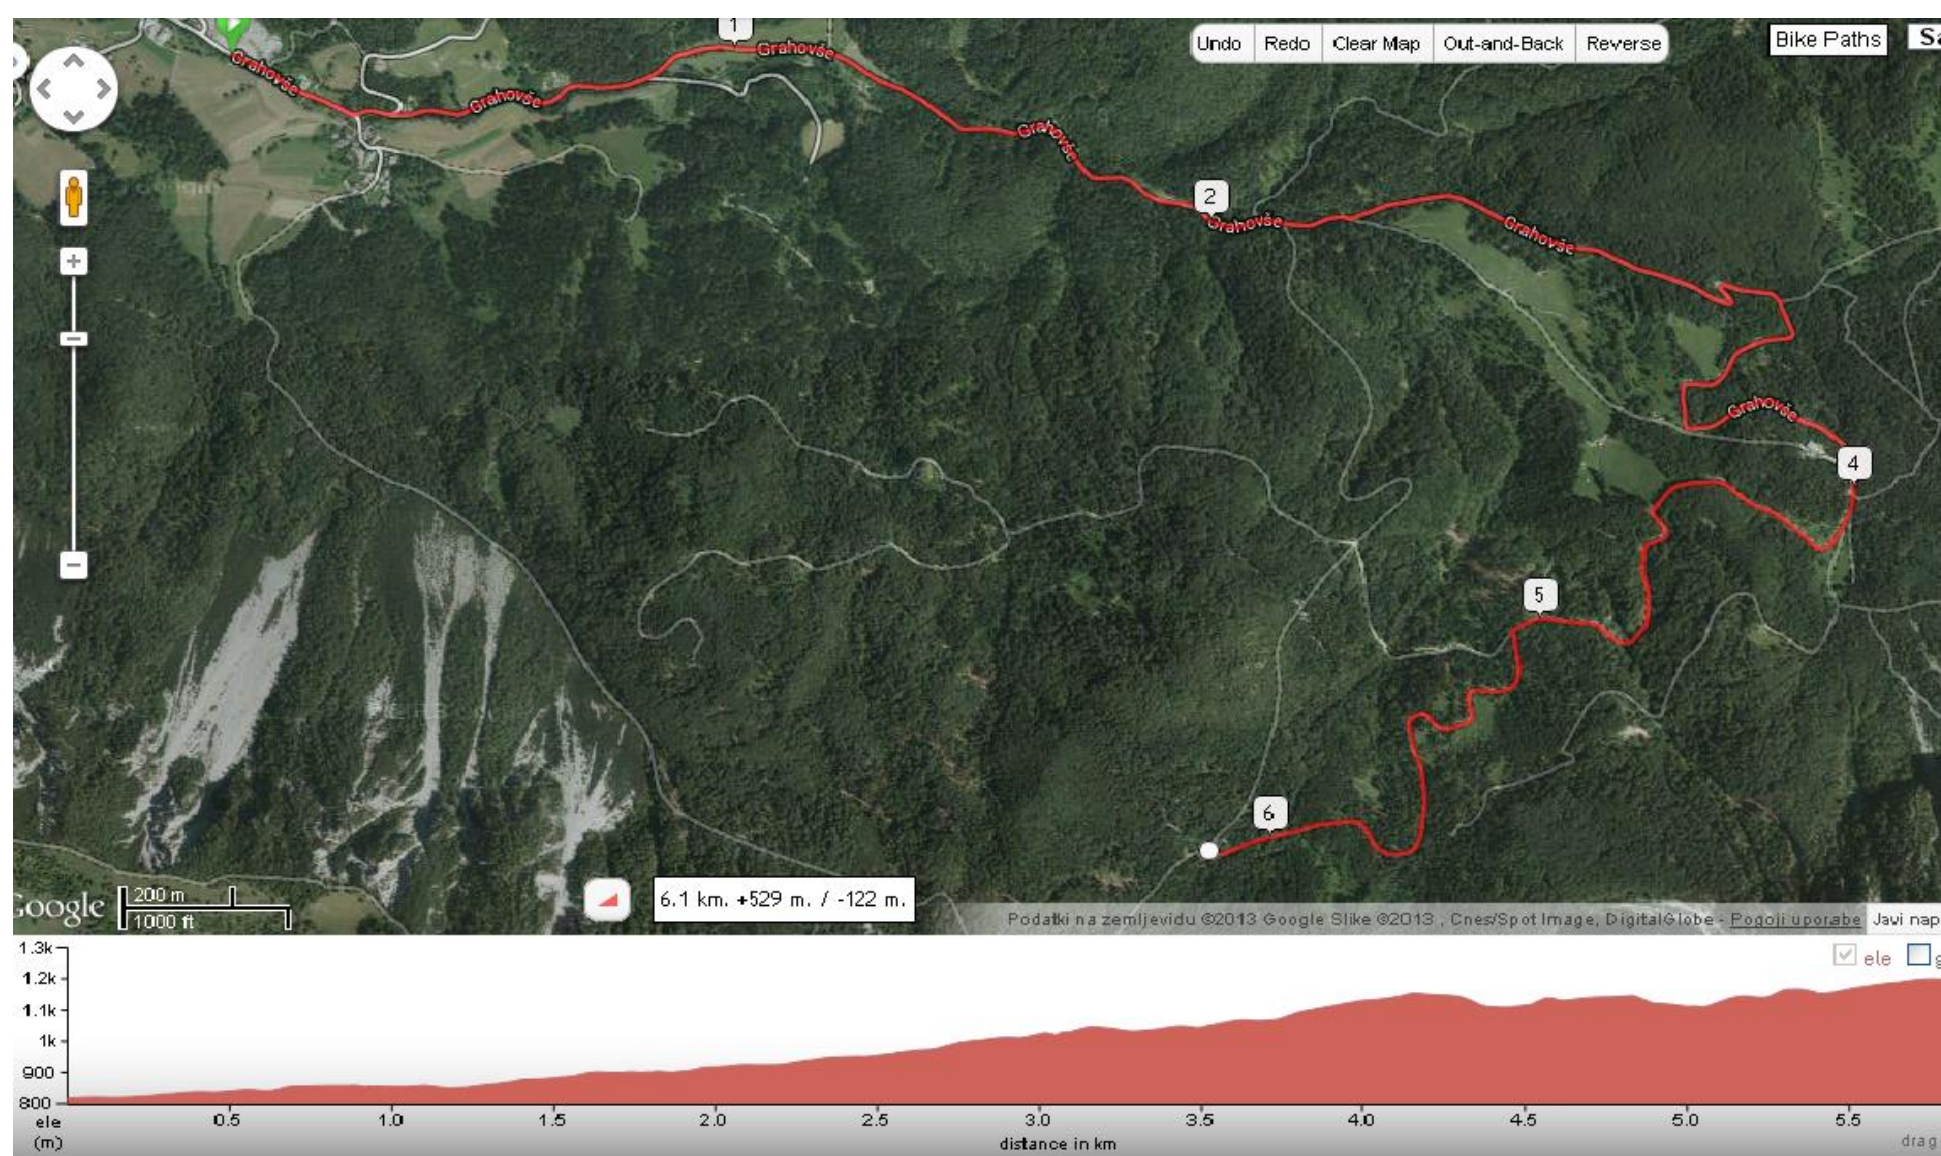 1
Undo
Redo
Clear Map
Out-and-Back
Reverse
Bike Paths
Grahovše
Grahovše
Grahovše
Grahovše
2
Grahovše
Grahovše
Grahovše
4
5
6
200 m
1000 ft
6.1 km. +529 m. / -122 m.
Podatki na zemljevidu ©2013 Google Slike ©2013 , Cnes/Spot Image, DigitalGlobe - Pogoji uporabe
Javi nap
1.3k
1.2k
1.1k
1k
900
800
ele
(m)
ele
0.5
1.0
1.5
2.0
2.5
3.0
3.5
4.0
4.5
5.0
5.5
distance in km
drag